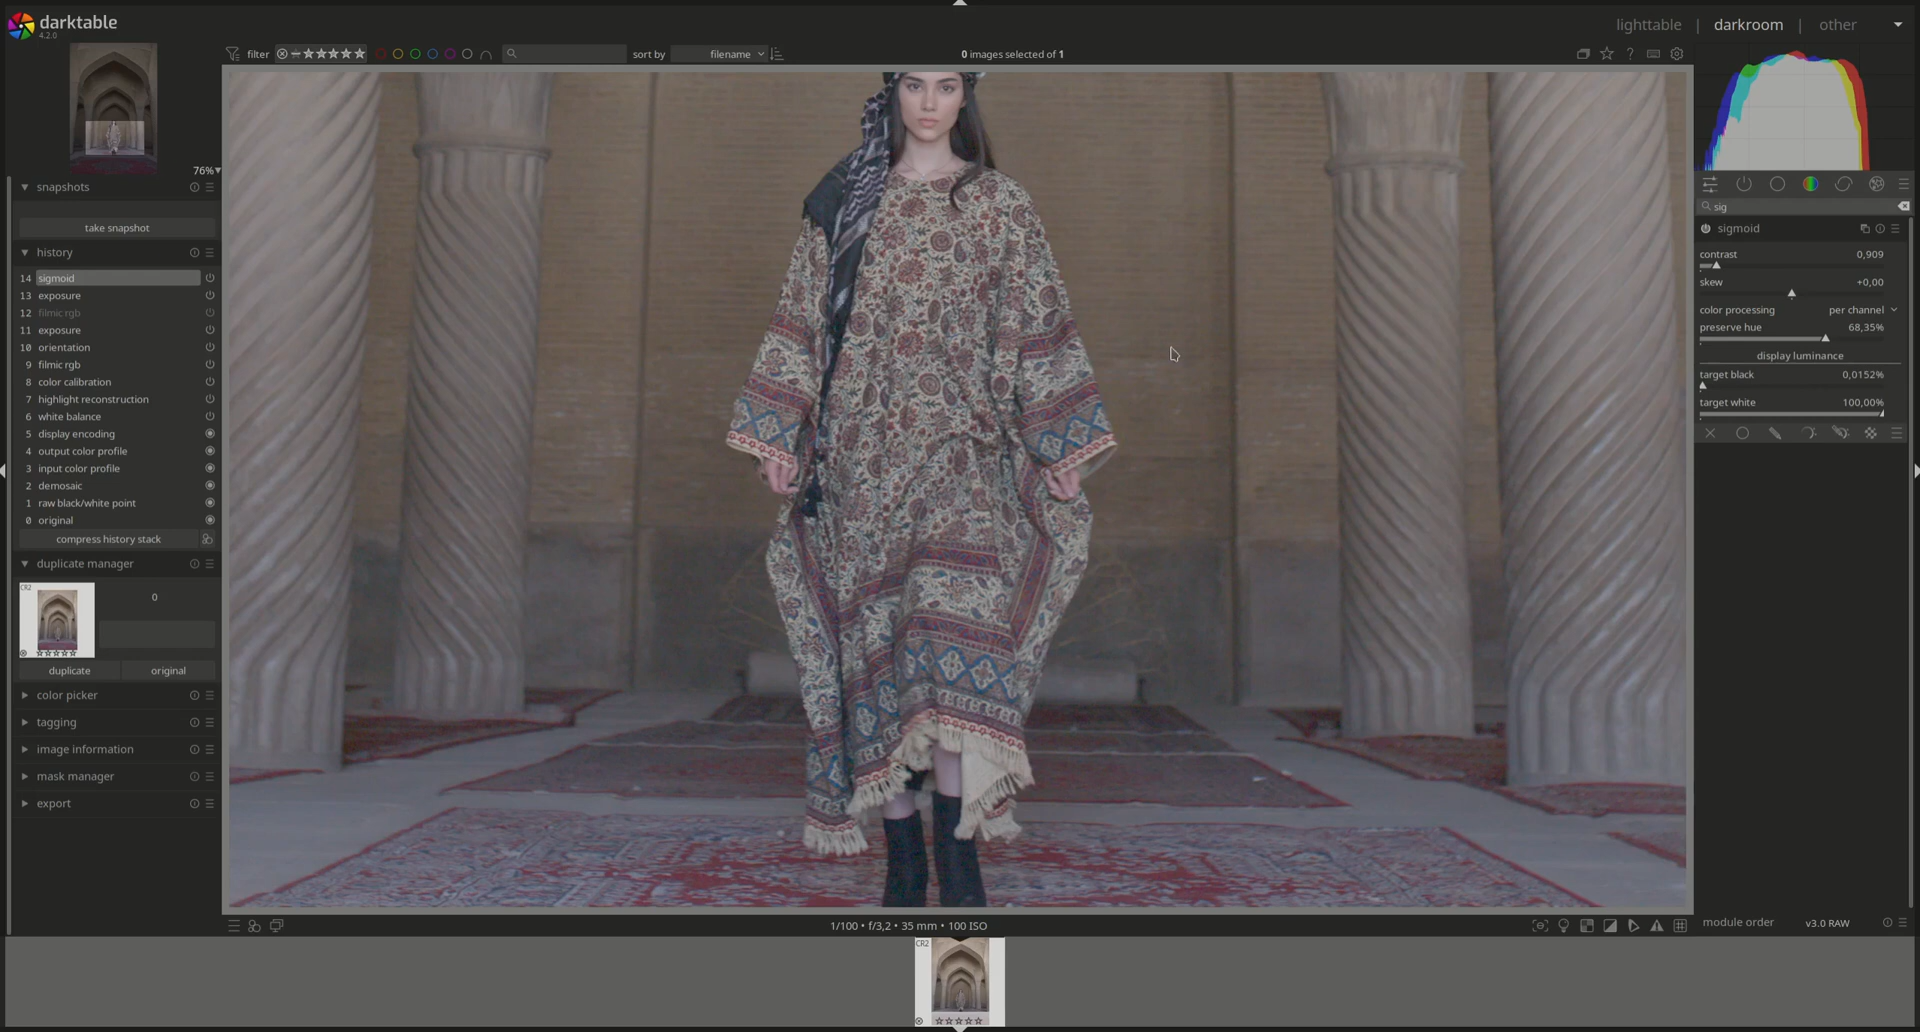 darktable
4.2.0
lighttable | darkroom | other
filter
sort by filename
0 images selected of 1
76%
snapshots
take snapshot
history
14 sigmoid
13 exposure
12 filmic rgb
11 exposure
10 orientation
9 filmic rgb
8 color calibration
7 highlight reconstruction
6 white balance
5 display encoding
4 output color profile
3 input color profile
2 demosaic
1 raw black/white point
0 original
compress history stack
duplicate manager
CR2
0
duplicate original
color picker
tagging
image information
mask manager
export
sig
sigmoid
contrast 0,909
skew +0,00
color processing per channel
preserve hue 68,35%
display luminance
target black 0,0152%
target white 100,00%
module order v3.0 RAW
1/100 • f/3,2 • 35 mm • 100 ISO
CR2